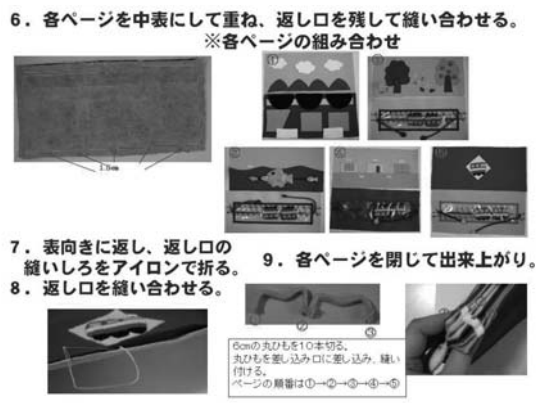 6．各ページを中表にして重ね、返し口を残して縫い合わせる。
※各ページの組み合わせ
①
1.0cm
7．表向きに返し、返し口の
縫いしろをアイロンで折る。
8．返し口を縫い合わせる。
9．各ページを閉じて出来上がり。
②
③
6cmの丸ひもを10本切る。
丸ひもを差し込み口に差し込み、縫い
付ける。
ページの順番は①→②→③→④→⑤